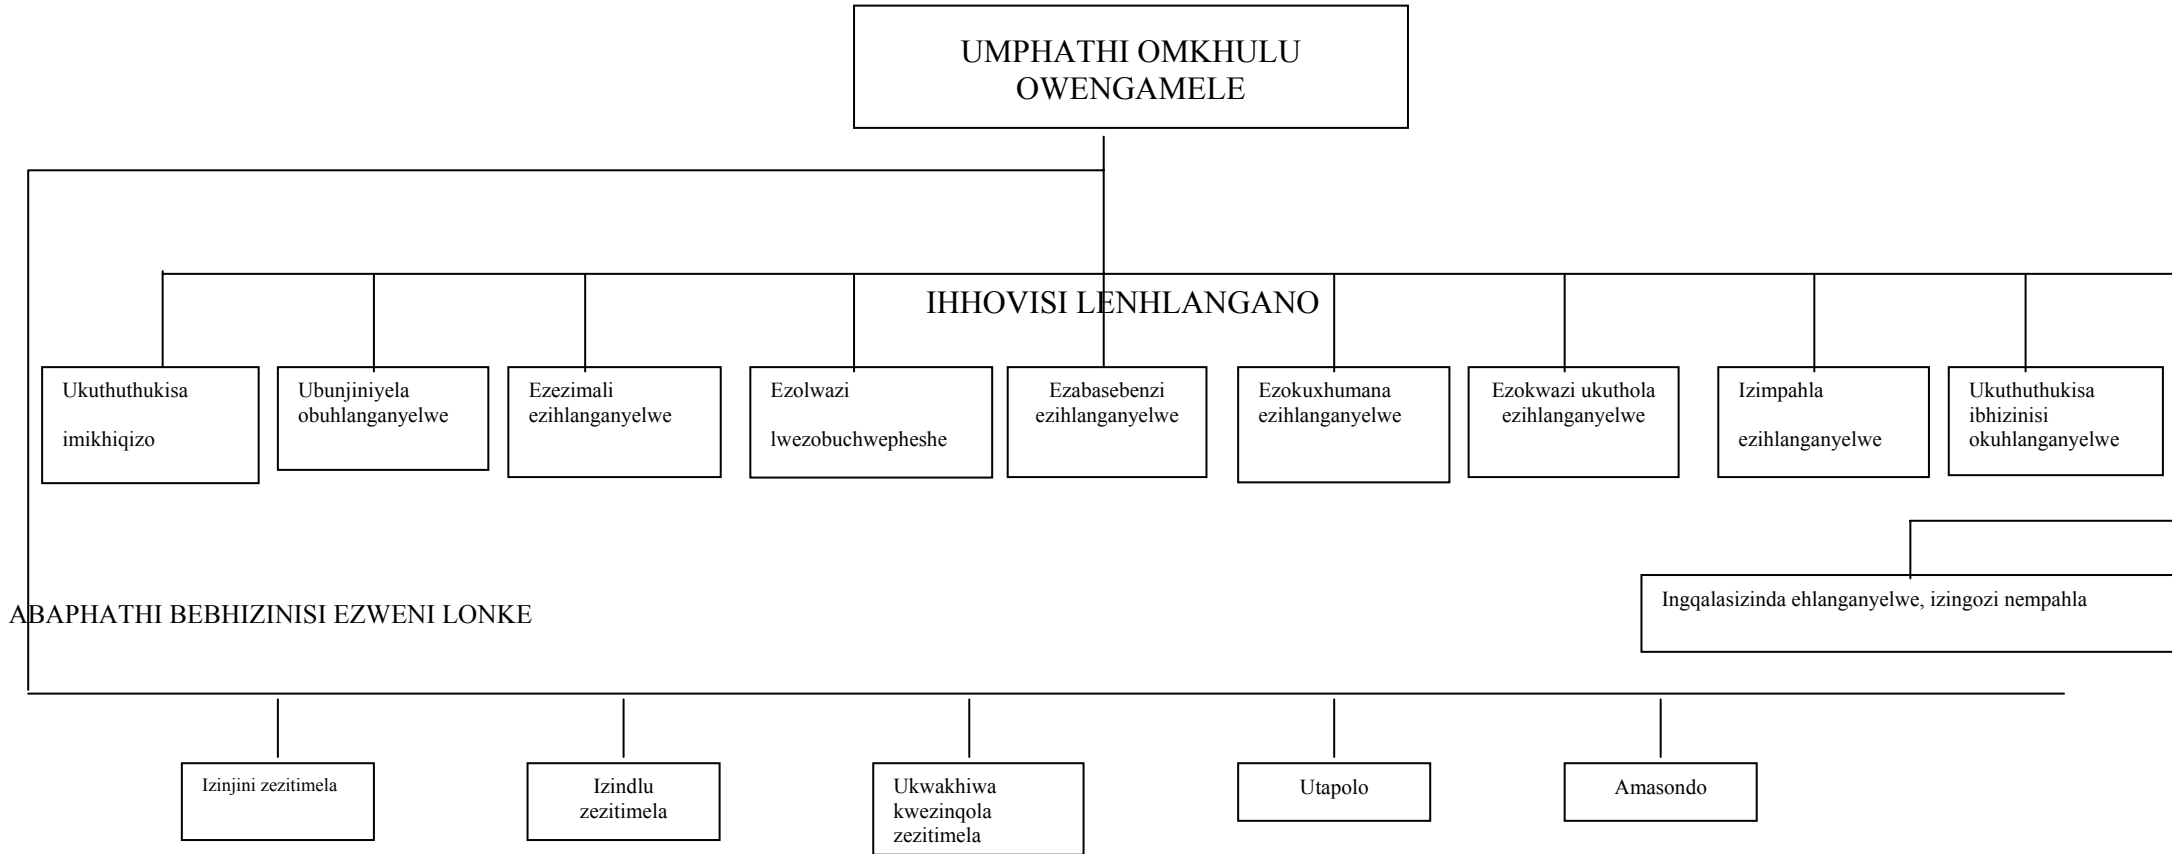 UMPHATHI OMKHULU
OWENGAMELE
IHHOVISI LENHLANGANO
Ukuthuthukisa
imikhiqizo
Ubunjiniyela
obuhlanganyelwe
Ezezimali
ezihlanganyelwe
Ezolwazi
lwezobuchwepheshe
Ezabasebenzi
ezihlanganyelwe
Ezokuxhumana
ezihlanganyelwe
Ezokwazi ukuthola
ezihlanganyelwe
Izimpahla
ezihlanganyelwe
Ukuthuthukisa
ibhizinisi
okuhlanganyelwe
Ingqalasizinda ehlanganyelwe, izingozi nempahla
ABAPHATHI BEBHIZINISI EZWENI LONKE
Izinjini zezitimela
Izindlu
zezitimela
Ukwakhiwa
kwezinqola
zezitimela
Utapolo
Amasondo